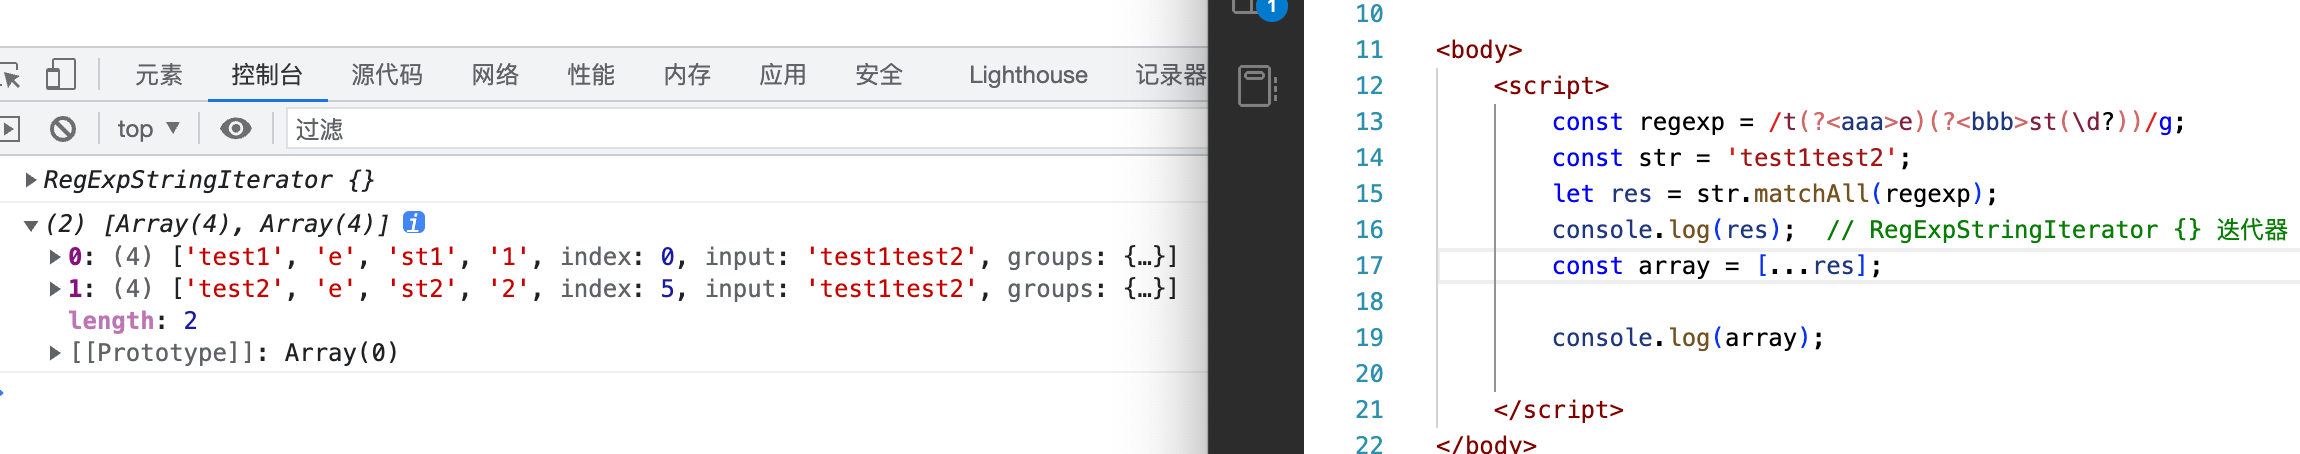 元素 控制台 源代码 网络 性能 内存 应用 安全 Lighthouse 记录器
top 过滤
RegExpStringIterator {}
(2) [Array(4), Array(4)] i
0: (4) ['test1', 'e', 'st1', '1', index: 0, input: 'test1test2', groups: {…}]
1: (4) ['test2', 'e', 'st2', '2', index: 5, input: 'test1test2', groups: {…}]
length: 2
[[Prototype]]: Array(0)
1
10
11 <body>
12 <script>
13 const regexp = /t(?<aaa>e)(?<bbb>st(\d?))/g;
14 const str = 'test1test2';
15 let res = str.matchAll(regexp);
16 console.log(res); // RegExpStringIterator {} 迭代器
17 const array = [...res];
18
19 console.log(array);
20
21 </script>
22 </body>